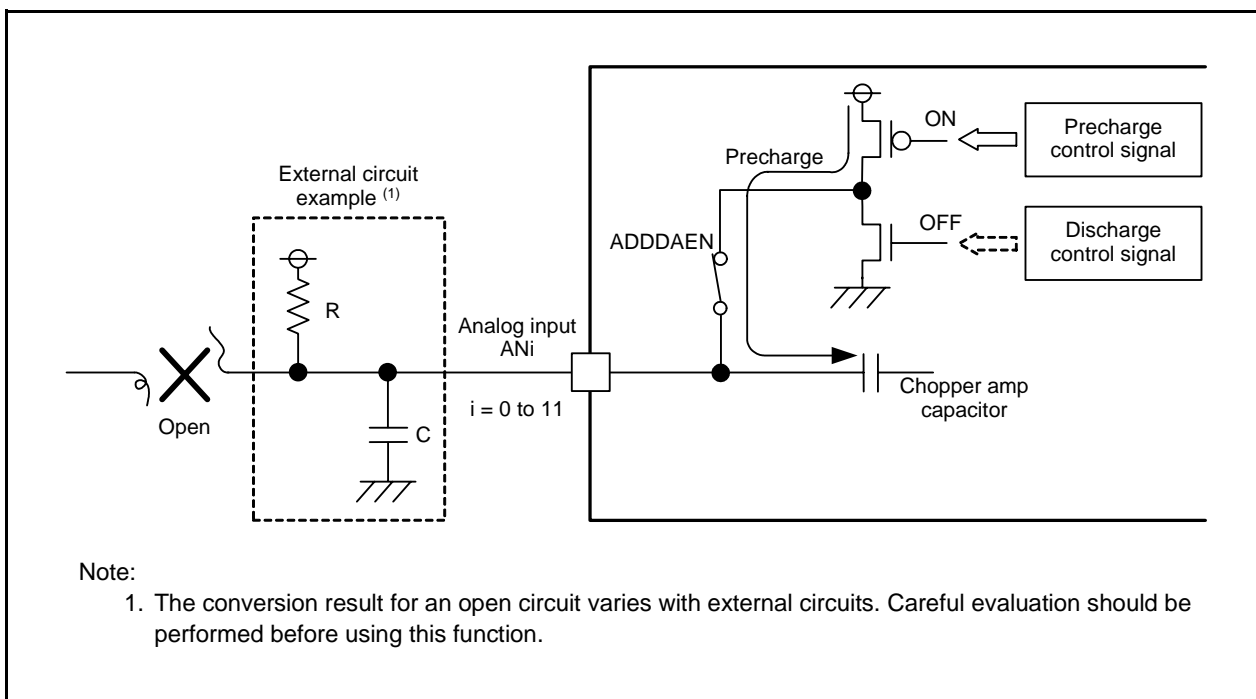 External circuit
example (1)
R
C
Open
Analog input
ANi
i = 0 to 11
Precharge
ADDDAEN
ON
OFF
Precharge
control signal
Discharge
control signal
Chopper amp
capacitor
Note:
1. The conversion result for an open circuit varies with external circuits. Careful evaluation should be
performed before using this function.